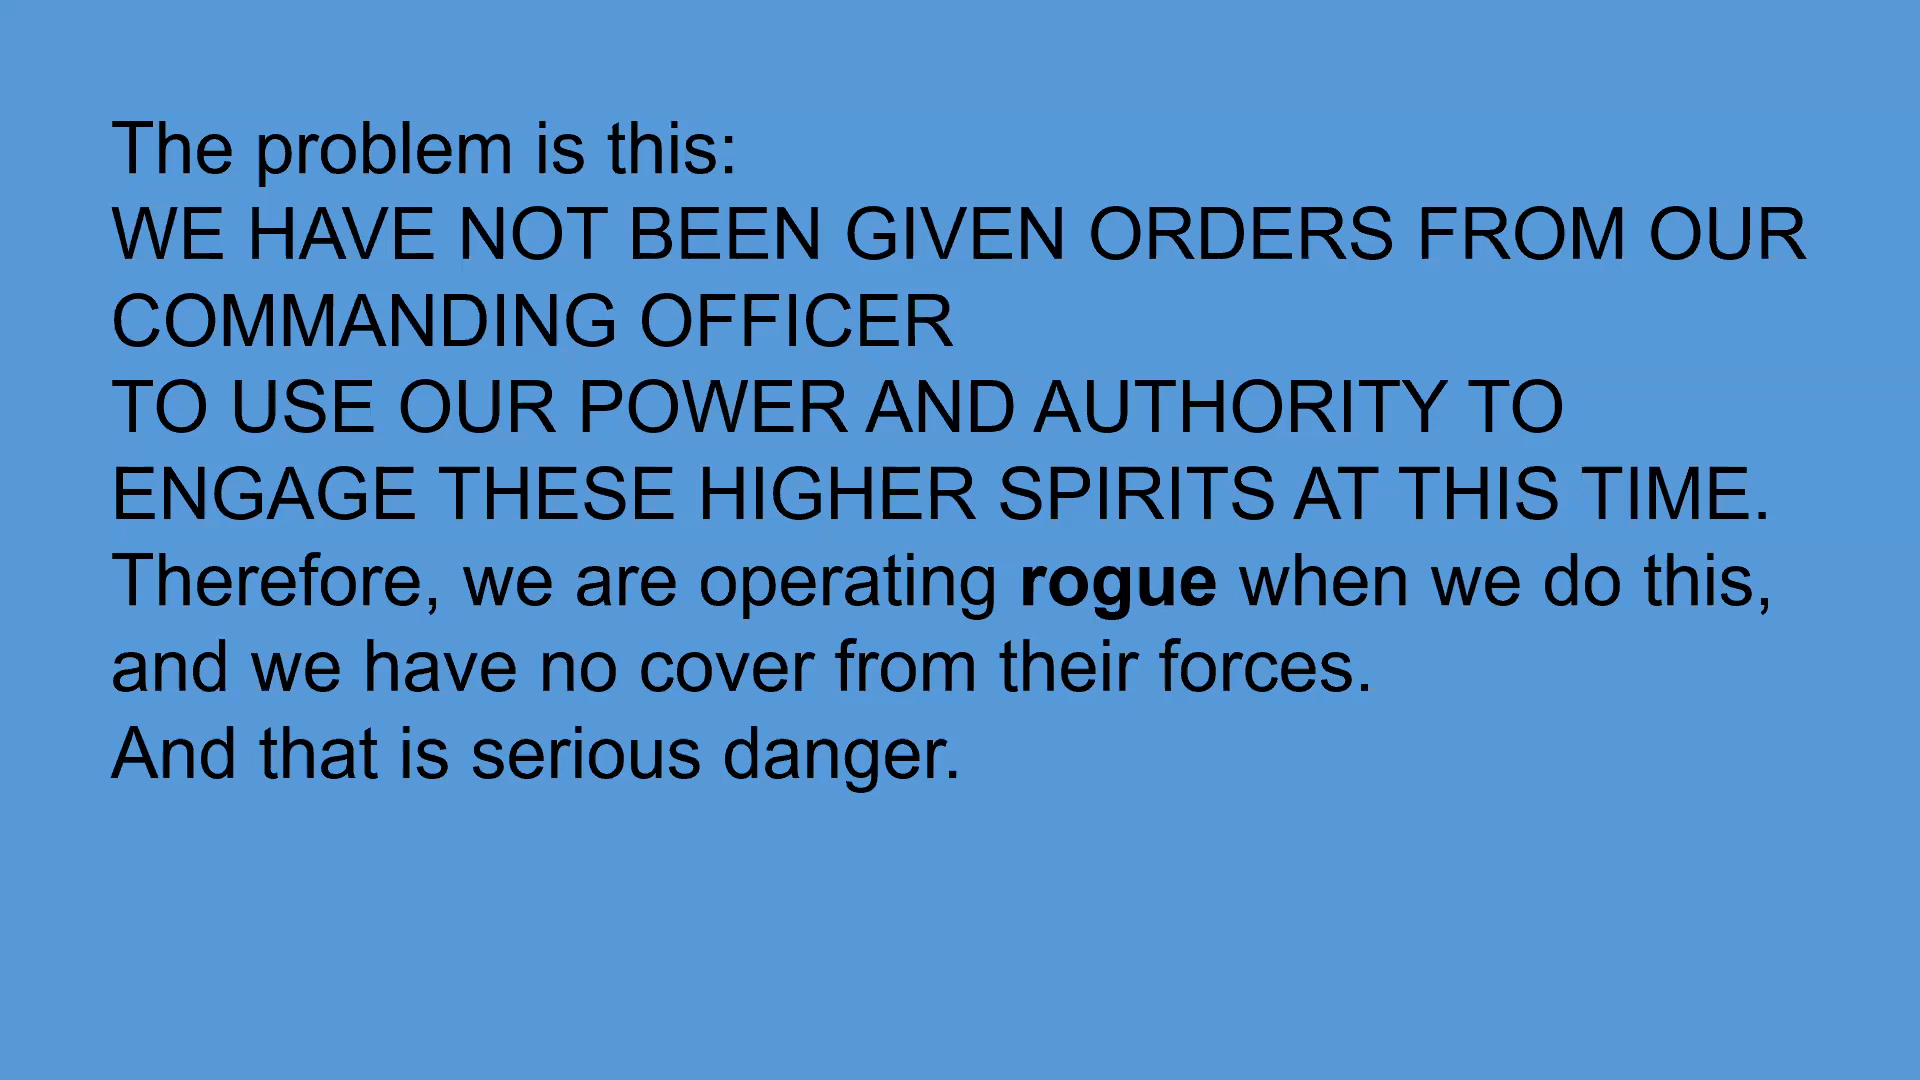 The problem is this:
WE HAVE NOT BEEN GIVEN ORDERS FROM OUR
COMMANDING OFFICER
TO USE OUR POWER AND AUTHORITY TO
ENGAGE THESE HIGHER SPIRITS AT THIS TIME.
Therefore, we are operating rogue when we do this,
and we have no cover from their forces.
And that is serious danger.